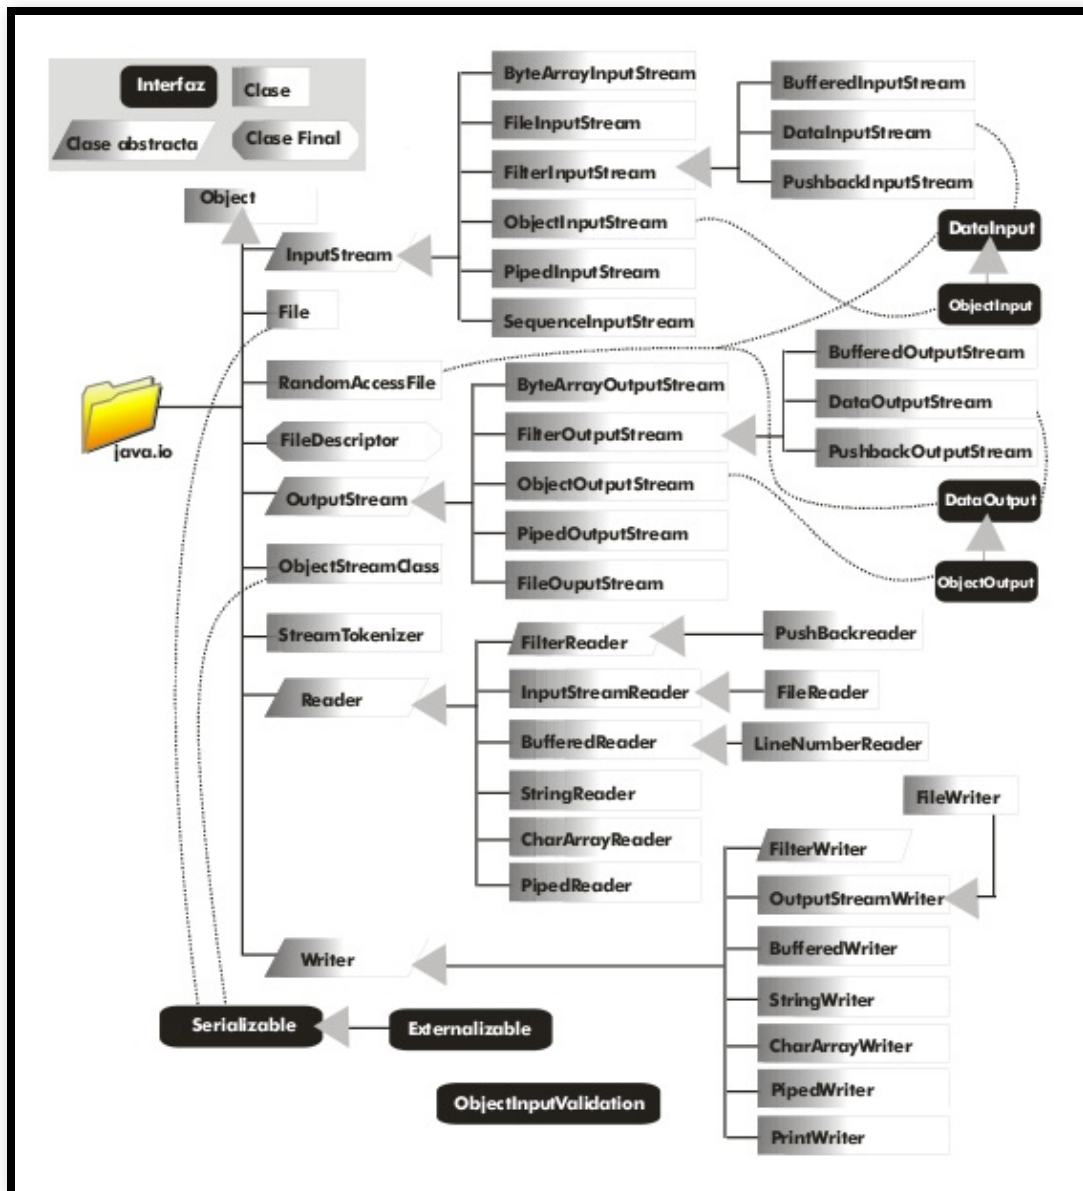 Interfaz
Clase
Clase abstracta
Clase Final
Object
InputStream
File
RandomAccessFile
FileDescriptor
OutputStream
ObjectStreamClass
StreamTokenizer
Reader
Writer
java.io
ByteArrayInputStream
FileInputStream
FilterInputStream
ObjectInputStream
PipedInputStream
SequenceInputStream
BufferedInputStream
DataInputStream
PushbackInputStream
DataInput
ObjectInput
ByteArrayOutputStream
FilterOutputStream
ObjectOutputStream
PipedOutputStream
FileOuputStream
BufferedOutputStream
DataOutputStream
PushbackOutputStream
DataOutput
ObjectOutput
FilterReader
InputStreamReader
BufferedReader
StringReader
CharArrayReader
PipedReader
PushBackreader
FileReader
LineNumberReader
FileWriter
FilterWriter
OutputStreamWriter
BufferedWriter
StringWriter
CharArrayWriter
PipedWriter
PrintWriter
Serializable
Externalizable
ObjectInputValidation